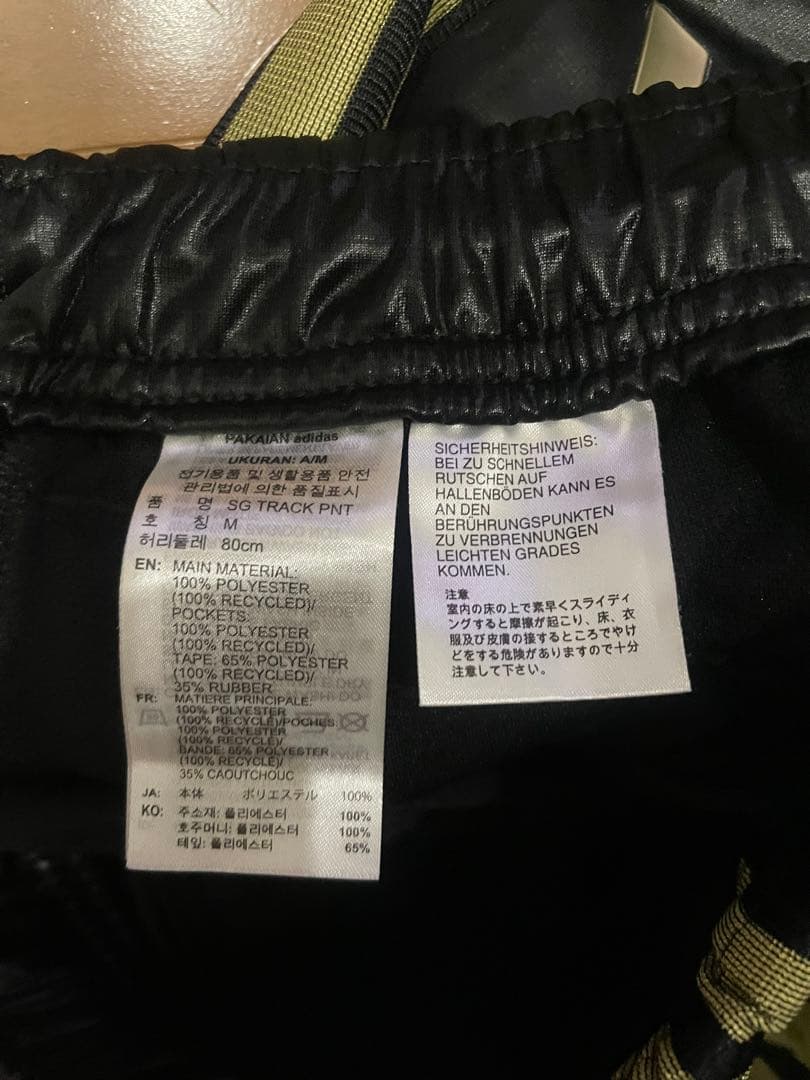 PAKAIAN adidas
UKURAN: A/M
전기용품 및 생활용품 안전
관리법에 의한 품질표시
품 명 SG TRACK PNT
호 칭 M
허리둘레 80cm
EN: MAIN MATERIAL:
100% POLYESTER
(100% RECYCLED)/
POCKETS:
100% POLYESTER
(100% RECYCLED)/
TAPE: 65% POLYESTER
(100% RECYCLED)/
35% RUBBER
FR: MATIERE PRINCIPALE:
100% POLYESTER
(100% RECYCLE)/POCHES:
100% POLYESTER
(100% RECYCLE)/
BANDE: 65% POLYESTER
(100% RECYCLE)/
35% CAOUTCHOUC
JA: 本体 ポリエステル 100%
KO: 주소재: 폴리에스터 100%
호주머니: 폴리에스터 100%
테잎: 폴리에스터 65%
SICHERHEITSHINWEIS:
BEI ZU SCHNELLEM
RUTSCHEN AUF
HALLENBÖDEN KANN ES
AN DEN
BERÜHRUNGSPUNKTEN
ZU VERBRENNUNGEN
LEICHTEN GRADES
KOMMEN.
注意
室内の床の上で素早くスライディ
ングすると摩擦が起こり、床、衣
服及び皮膚の接するところでやけ
どをする危険がありますので十分
注意して下さい。